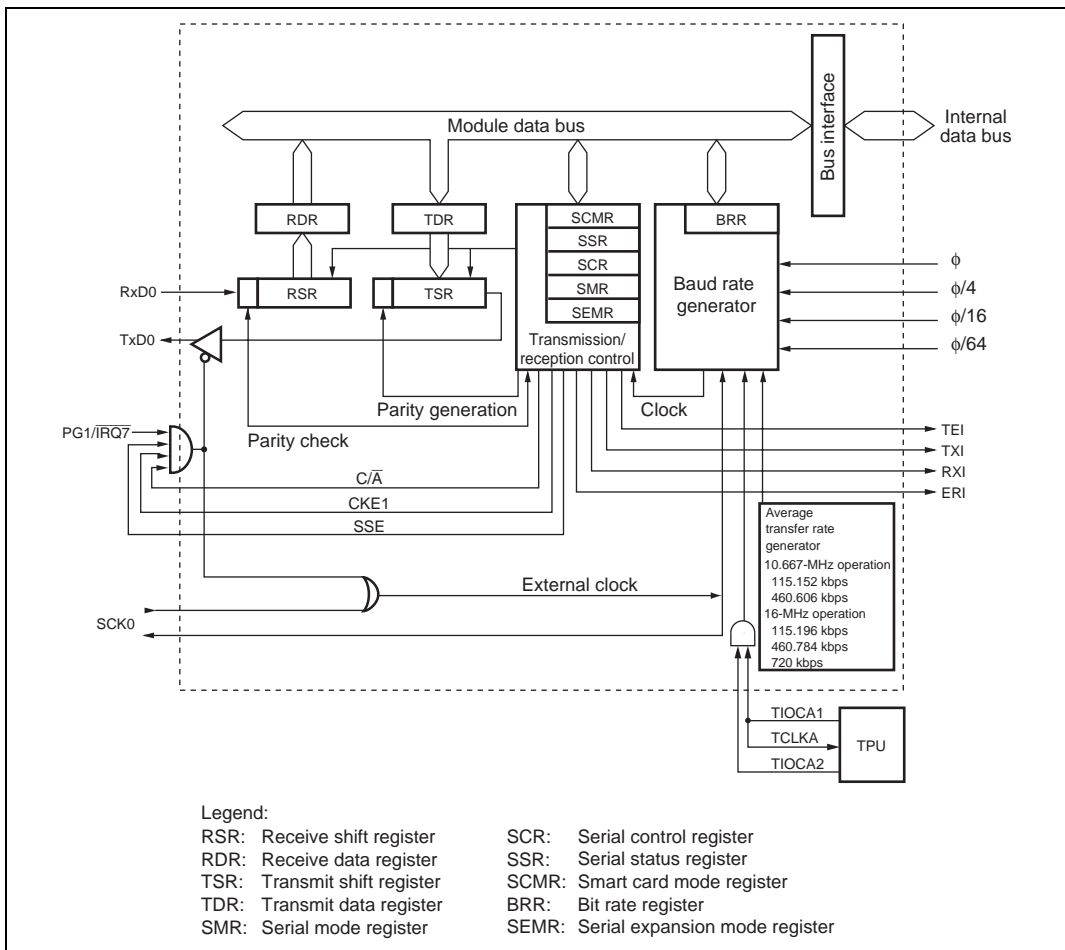 Module data bus
Bus interface
Internal
data bus
RDR
TDR
SCMR
SSR
SCR
SMR
SEMR
BRR
Baud rate
generator
RxD0
RSR
TSR
TxD0
Transmission/
reception control
ϕ
ϕ/4
ϕ/16
ϕ/64
Parity generation
Clock
Parity check
PG1/I̅R̅Q̅7̅
C/A̅
CKE1
SSE
TEI
TXI
RXI
ERI
Average
transfer rate
generator
10.667-MHz operation
115.152 kbps
460.606 kbps
16-MHz operation
115.196 kbps
460.784 kbps
720 kbps
External clock
SCK0
TIOCA1
TCLKA
TIOCA2
TPU
Legend:
RSR: Receive shift register
RDR: Receive data register
TSR: Transmit shift register
TDR: Transmit data register
SMR: Serial mode register
SCR: Serial control register
SSR: Serial status register
SCMR: Smart card mode register
BRR: Bit rate register
SEMR: Serial expansion mode register